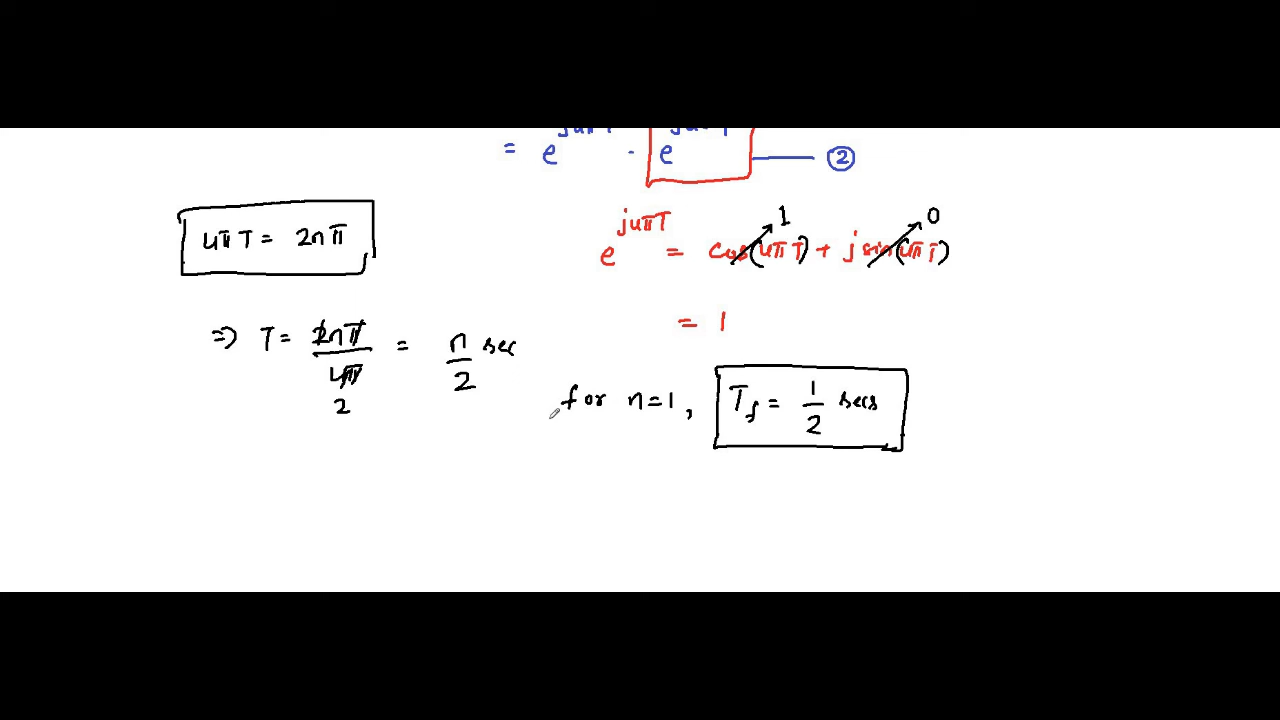 = e · e — ②
4πT = 2nπ
e^{j4πT} = cos(4πT) + j sin(4πT)
1 0
= 1
⇒ T = 2nπ/4π = n/2 sec
2
for n=1, T_f = 1/2 secs